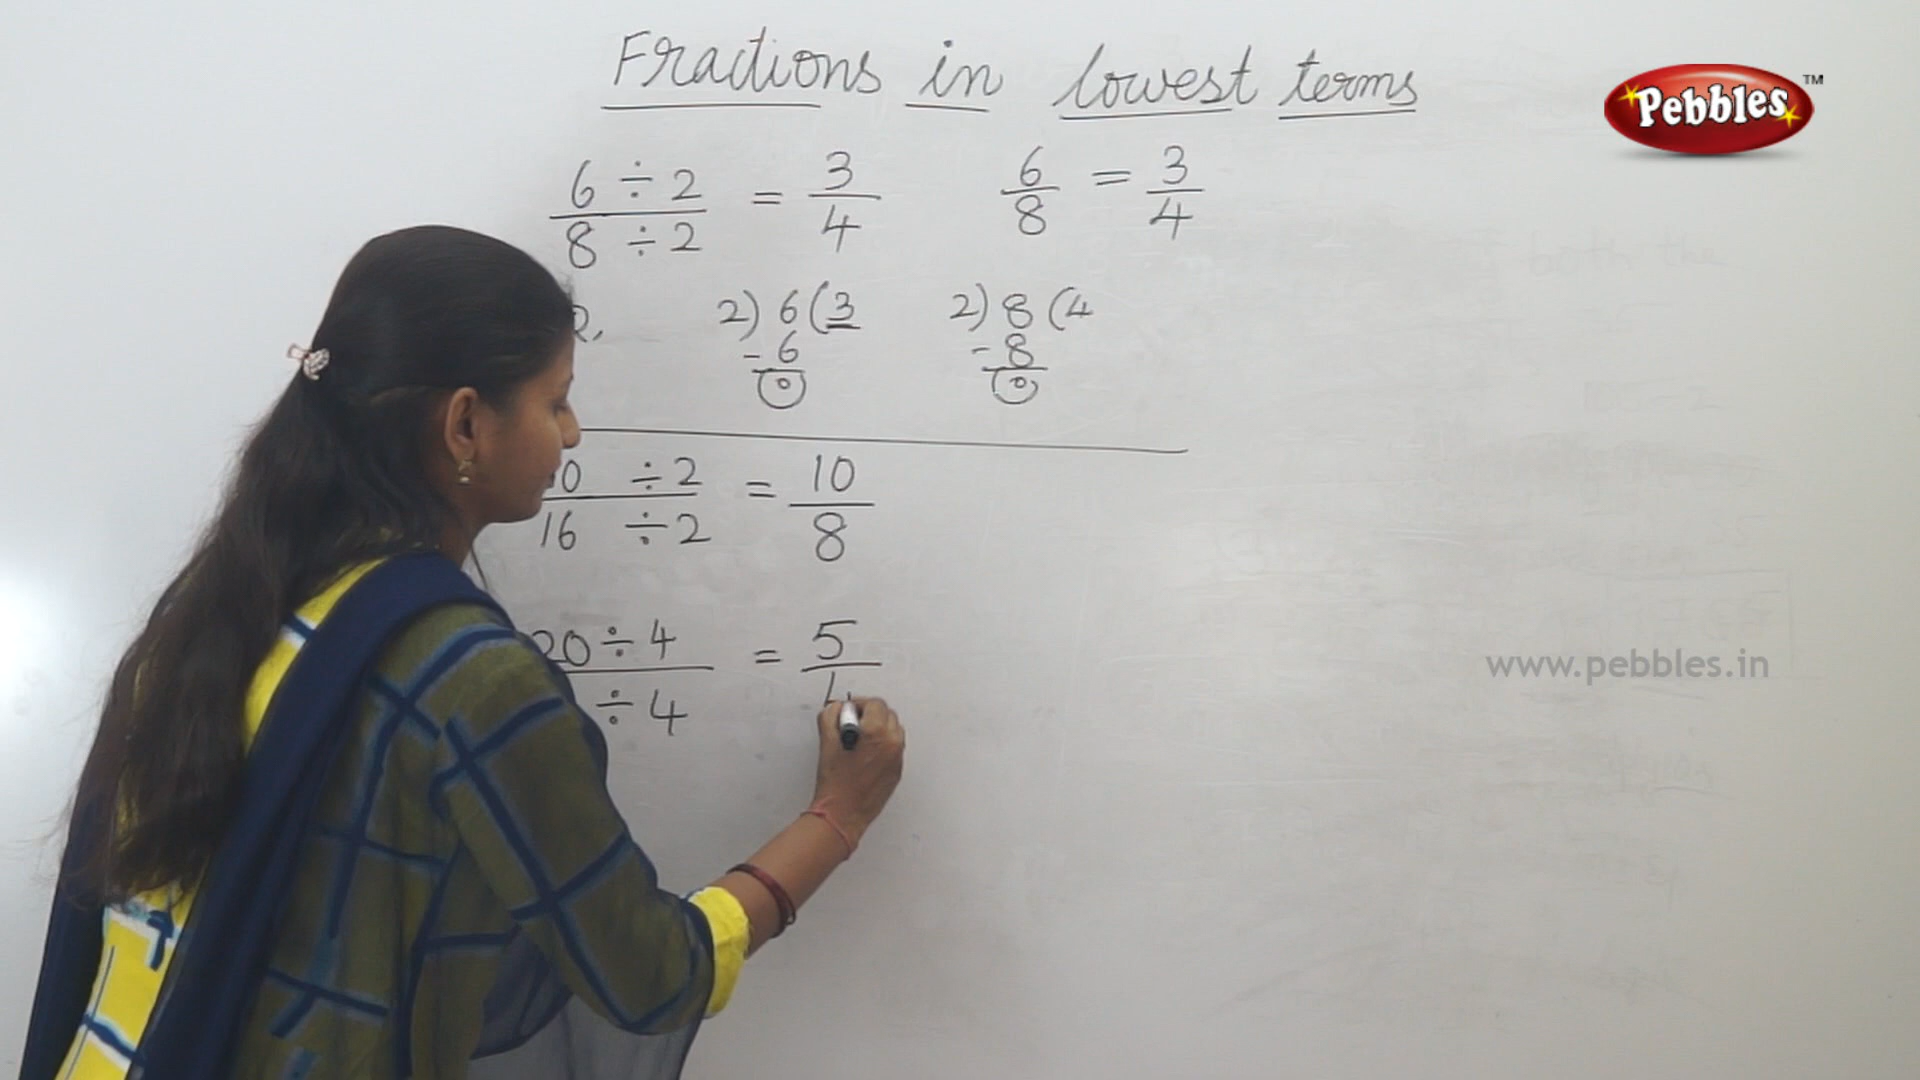 Fractions in lowest terms
Pebbles™
6 ÷ 2 = 3 6 = 3
8 ÷ 2 4 8 4
2) 6 (3 2) 8 (4
- 6 - 8
0 0
0 ÷ 2 = 10
16 ÷ 2 8
20 ÷ 4 = 5
÷ 4
www.pebbles.in